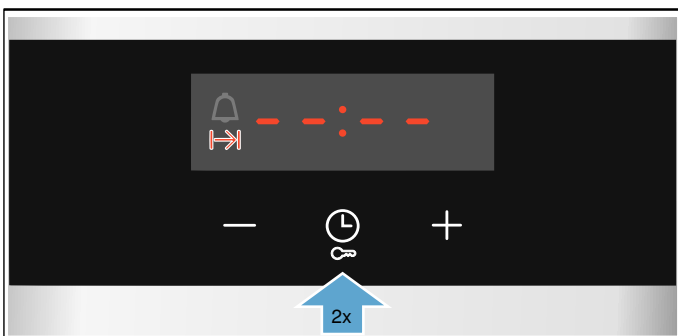 – –:– –
2x